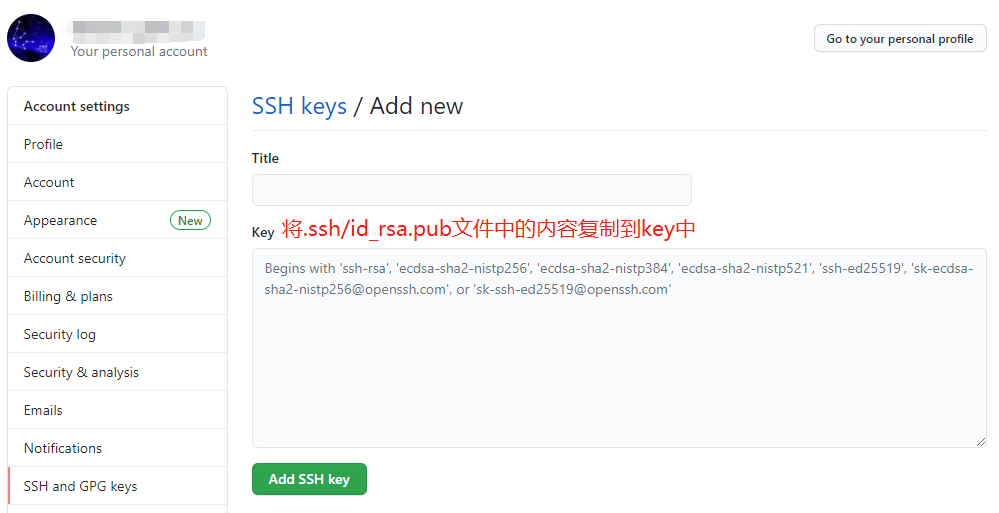 Your personal account
Go to your personal profile
Account settings
Profile
Account
Appearance New
Account security
Billing & plans
Security log
Security & analysis
Emails
Notifications
SSH and GPG keys
SSH keys / Add new
Title
Key 将.ssh/id_rsa.pub文件中的内容复制到key中
Begins with 'ssh-rsa', 'ecdsa-sha2-nistp256', 'ecdsa-sha2-nistp384', 'ecdsa-sha2-nistp521', 'ssh-ed25519', 'sk-ecdsa-
sha2-nistp256@openssh.com', or 'sk-ssh-ed25519@openssh.com'
Add SSH key